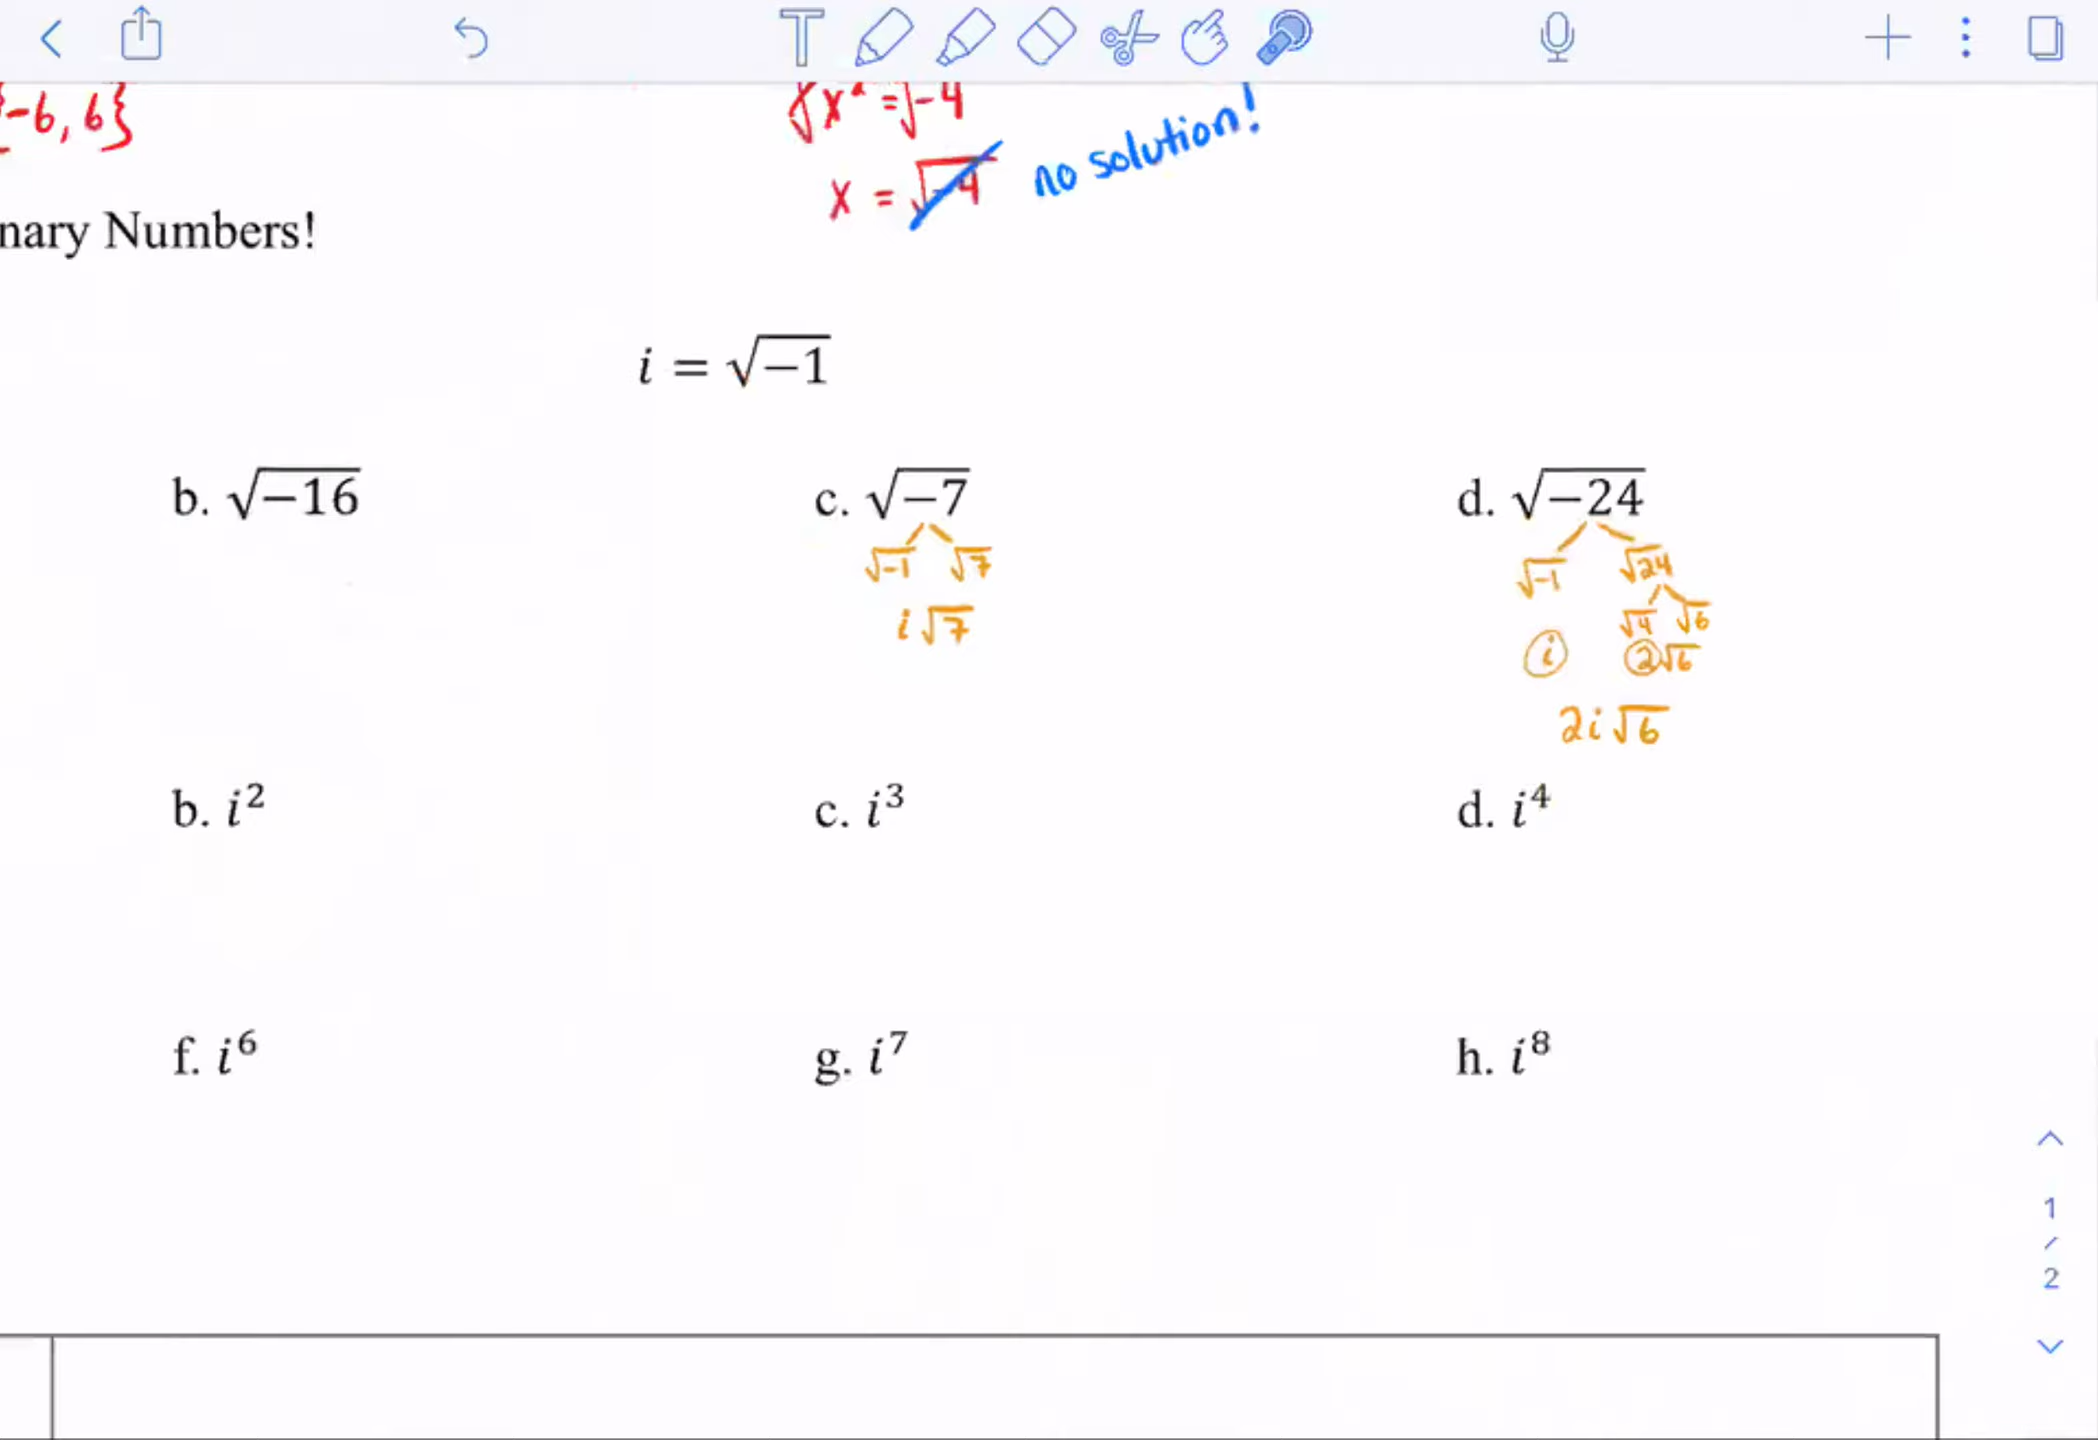 {-6, 6}
√x² = √-4
x = √-4 no solution!
nary Numbers!
i = √−1
b. √−16
c. √−7
√-1 √7
i√7
d. √−24
√-1 √24
√4 √6
i 2√6
2i√6
b. i²
c. i³
d. i⁴
f. i⁶
g. i⁷
h. i⁸
1
/
2